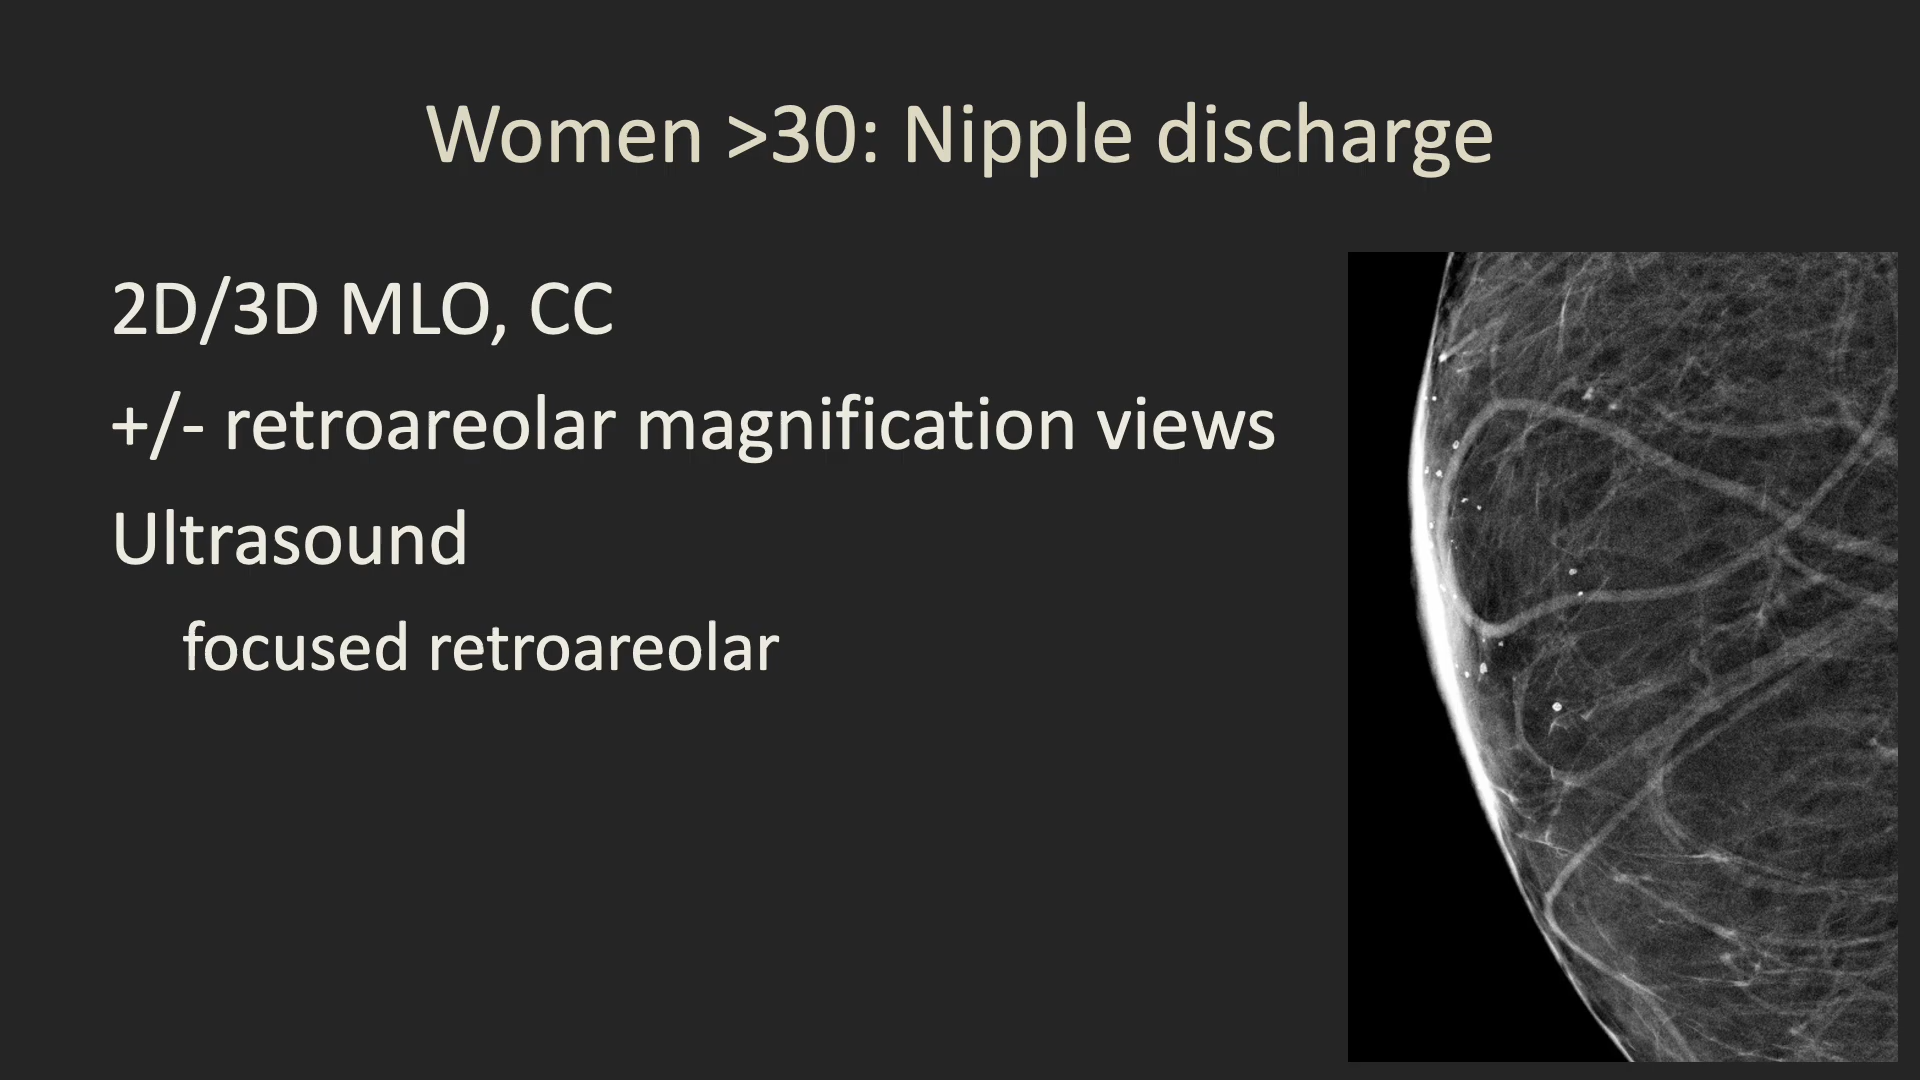 Women >30: Nipple discharge
2D/3D MLO, CC
+/- retroareolar magnification views
Ultrasound
focused retroareolar